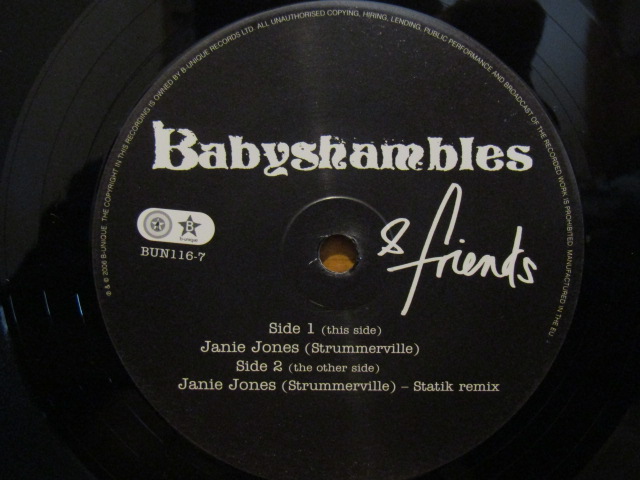 ℗ & © 2006 B-UNIQUE. THE COPYRIGHT IN THIS RECORDING IS OWNED BY B-UNIQUE RECORDS LTD. ALL UNAUTHORISED COPYING, HIRING, LENDING, PUBLIC PERFORMANCE AND BROADCAST OF THE RECORDED WORK IS PROHIBITED. MANUFACTURED IN THE EU
Babyshambles
& friends
B
BUN116-7
Side 1 (this side)
Janie Jones (Strummerville)
Side 2 (the other side)
Janie Jones (Strummerville) – Statik remix